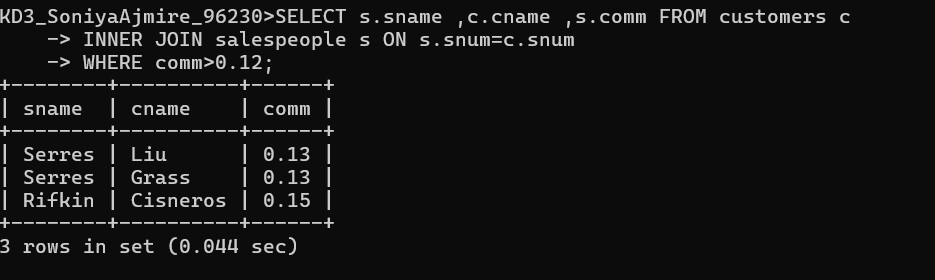 KD3_SoniyaAjmire_96230>SELECT s.sname ,c.cname ,s.comm FROM customers c
    -> INNER JOIN salespeople s ON s.snum=c.snum
    -> WHERE comm>0.12;
+--------+----------+------+
| sname  | cname    | comm |
+--------+----------+------+
| Serres | Liu      | 0.13 |
| Serres | Grass    | 0.13 |
| Rifkin | Cisneros | 0.15 |
+--------+----------+------+
3 rows in set (0.044 sec)